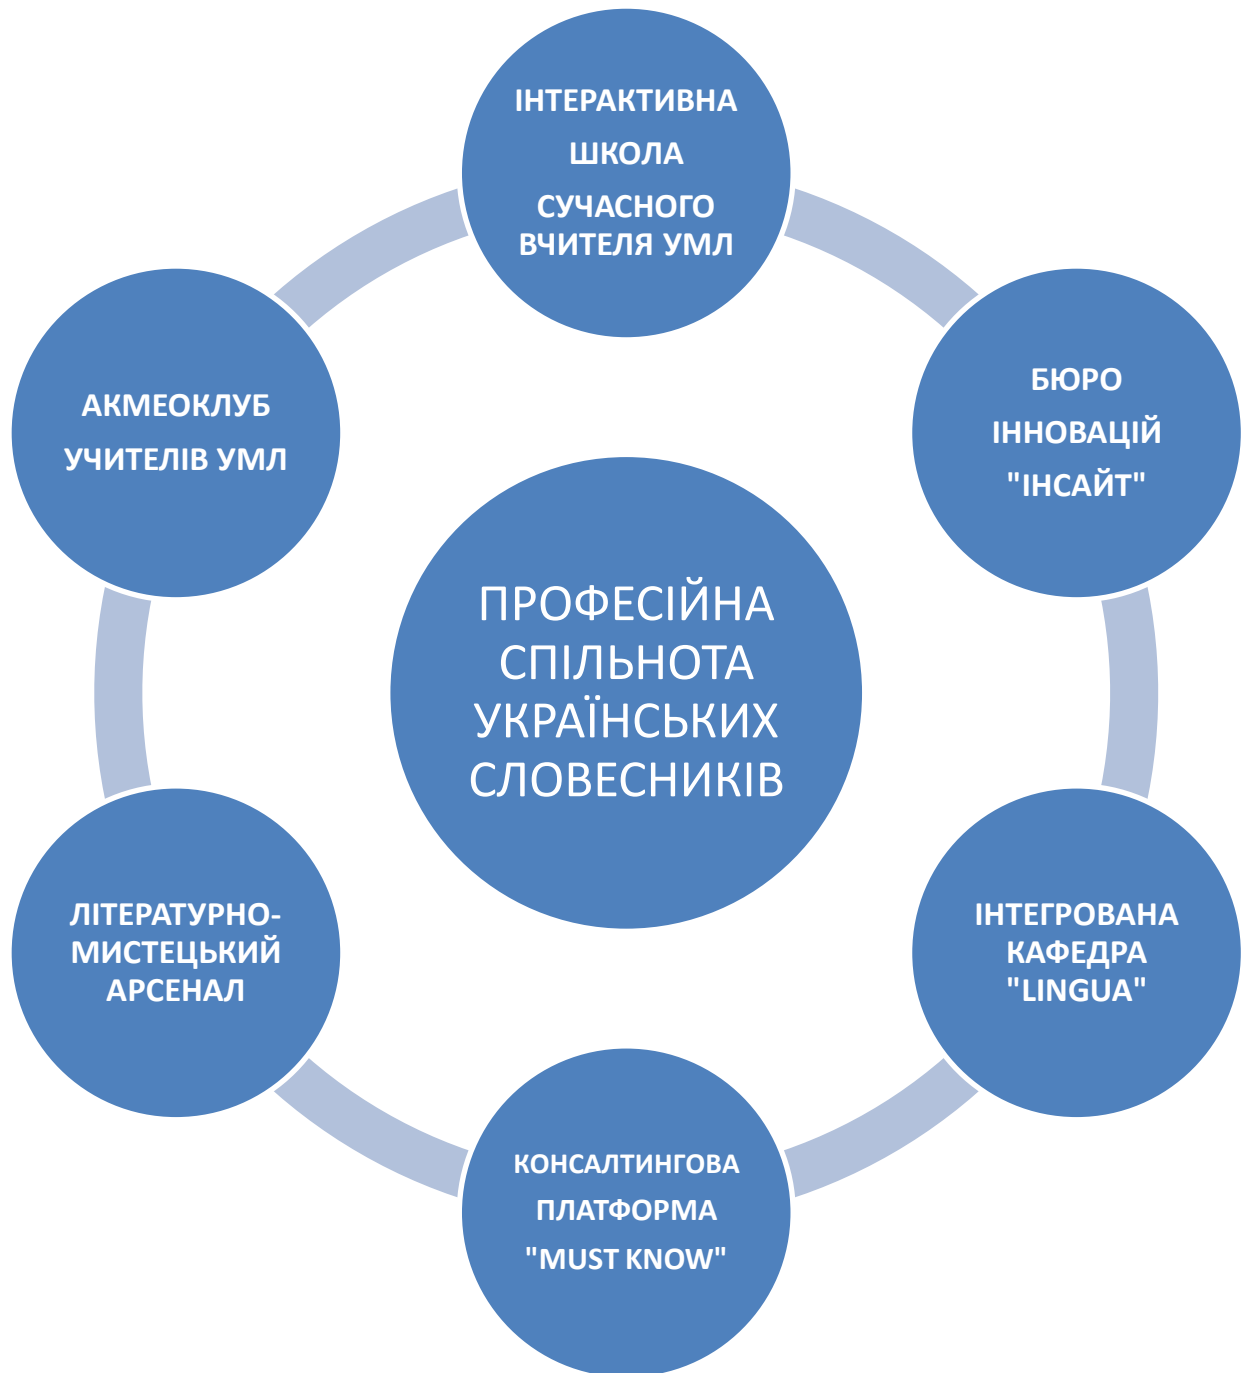 ІНТЕРАКТИВНА
ШКОЛА
СУЧАСНОГО
ВЧИТЕЛЯ УМЛ
БЮРО
ІННОВАЦІЙ
"ІНСАЙТ"
ІНТЕГРОВАНА
КАФЕДРА
"LINGUA"
КОНСАЛТИНГОВА
ПЛАТФОРМА
"MUST KNOW"
ЛІТЕРАТУРНО-
МИСТЕЦЬКИЙ
АРСЕНАЛ
АКМЕОКЛУБ
УЧИТЕЛІВ УМЛ
ПРОФЕСІЙНА
СПІЛЬНОТА
УКРАЇНСЬКИХ
СЛОВЕСНИКІВ